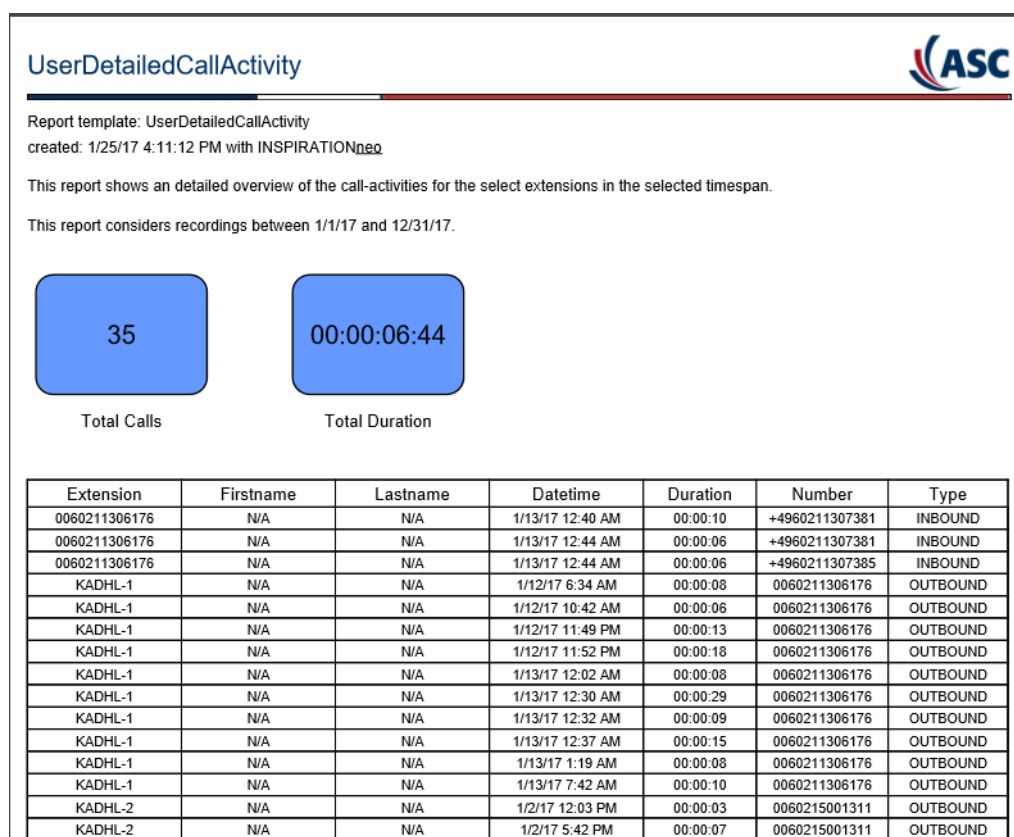 UserDetailedCallActivity
ASC
Report template: UserDetailedCallActivity
created: 1/25/17 4:11:12 PM with INSPIRATIONneo
This report shows an detailed overview of the call-activities for the select extensions in the selected timespan.
This report considers recordings between 1/1/17 and 12/31/17.
35 00:00:06:44
Total Calls Total Duration
Extension Firstname Lastname Datetime Duration Number Type
0060211306176 N/A N/A 1/13/17 12:40 AM 00:00:10 +4960211307381 INBOUND
0060211306176 N/A N/A 1/13/17 12:44 AM 00:00:06 +4960211307381 INBOUND
0060211306176 N/A N/A 1/13/17 12:44 AM 00:00:06 +4960211307385 INBOUND
KADHL-1 N/A N/A 1/12/17 6:34 AM 00:00:08 0060211306176 OUTBOUND
KADHL-1 N/A N/A 1/12/17 10:42 AM 00:00:06 0060211306176 OUTBOUND
KADHL-1 N/A N/A 1/12/17 11:49 PM 00:00:13 0060211306176 OUTBOUND
KADHL-1 N/A N/A 1/12/17 11:52 PM 00:00:18 0060211306176 OUTBOUND
KADHL-1 N/A N/A 1/13/17 12:02 AM 00:00:08 0060211306176 OUTBOUND
KADHL-1 N/A N/A 1/13/17 12:30 AM 00:00:29 0060211306176 OUTBOUND
KADHL-1 N/A N/A 1/13/17 12:32 AM 00:00:09 0060211306176 OUTBOUND
KADHL-1 N/A N/A 1/13/17 12:37 AM 00:00:15 0060211306176 OUTBOUND
KADHL-1 N/A N/A 1/13/17 1:19 AM 00:00:08 0060211306176 OUTBOUND
KADHL-1 N/A N/A 1/13/17 7:42 AM 00:00:10 0060211306176 OUTBOUND
KADHL-2 N/A N/A 1/2/17 12:03 PM 00:00:03 0060215001311 OUTBOUND
KADHL-2 N/A N/A 1/2/17 5:42 PM 00:00:07 0060215001311 OUTBOUND